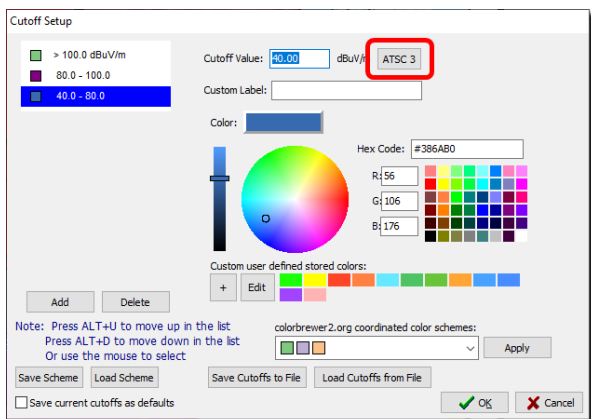 Cutoff Setup
> 100.0 dBuV/m
80.0 - 100.0
40.0 - 80.0
Cutoff Value: 40.00 dBuV/m ATSC 3
Custom Label:
Color:
Hex Code: #386AB0
R: 56
G: 106
B: 176
Custom user defined stored colors:
+ Edit
Add Delete
Note: Press ALT+U to move up in the list
Press ALT+D to move down in the list
Or use the mouse to select
colorbrewer2.org coordinated color schemes:
Apply
Save Scheme Load Scheme Save Cutoffs to File Load Cutoffs from File
Save current cutoffs as defaults
OK Cancel